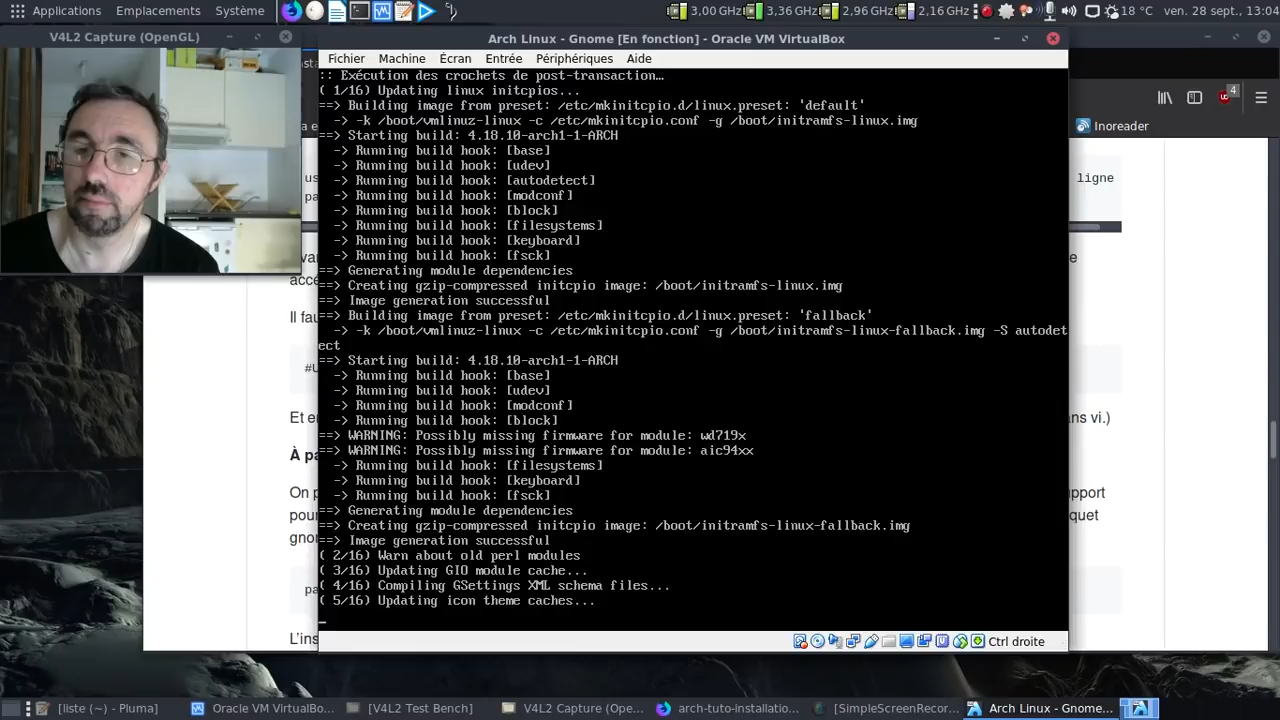 Applications Emplacements Système
3,00 GHz 3,36 GHz 2,96 GHz 2,16 GHz 18 °C ven. 28 sept., 13:04
V4L2 Capture (OpenGL)
Arch Linux - Gnome [En fonction] - Oracle VM VirtualBox
Fichier Machine Écran Entrée Périphériques Aide
:: Exécution des crochets de post-transaction…
( 1/16) Updating linux initcpios...
==> Building image from preset: /etc/mkinitcpio.d/linux.preset: 'default'
-> -k /boot/vmlinuz-linux -c /etc/mkinitcpio.conf -g /boot/initramfs-linux.img
==> Starting build: 4.18.10-arch1-1-ARCH
-> Running build hook: [base]
-> Running build hook: [udev]
-> Running build hook: [autodetect]
-> Running build hook: [modconf]
-> Running build hook: [block]
-> Running build hook: [filesystems]
-> Running build hook: [keyboard]
-> Running build hook: [fsck]
==> Generating module dependencies
==> Creating gzip-compressed initcpio image: /boot/initramfs-linux.img
==> Image generation successful
==> Building image from preset: /etc/mkinitcpio.d/linux.preset: 'fallback'
-> -k /boot/vmlinuz-linux -c /etc/mkinitcpio.conf -g /boot/initramfs-linux-fallback.img -S autodet
ect
==> Starting build: 4.18.10-arch1-1-ARCH
-> Running build hook: [base]
-> Running build hook: [udev]
-> Running build hook: [modconf]
-> Running build hook: [block]
==> WARNING: Possibly missing firmware for module: wd719x
==> WARNING: Possibly missing firmware for module: aic94xx
-> Running build hook: [filesystems]
-> Running build hook: [keyboard]
-> Running build hook: [fsck]
==> Generating module dependencies
==> Creating gzip-compressed initcpio image: /boot/initramfs-linux-fallback.img
==> Image generation successful
( 2/16) Warn about old perl modules
( 3/16) Updating GIO module cache...
( 4/16) Compiling GSettings XML schema files...
( 5/16) Updating icon theme caches...
Ctrl droite
4
Inoreader
ligne
Il fau
#U
Et en
ans vi.)
À pa
On p
pport
pour
quet
gno
L'ins
[liste (~) - Pluma] Oracle VM VirtualB... [V4L2 Test Bench] V4L2 Capture (Ope... arch-tuto-installatio... [SimpleScreenRecor... Arch Linux - Gnome...